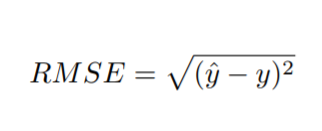 RMSE = √(ŷ − y)²